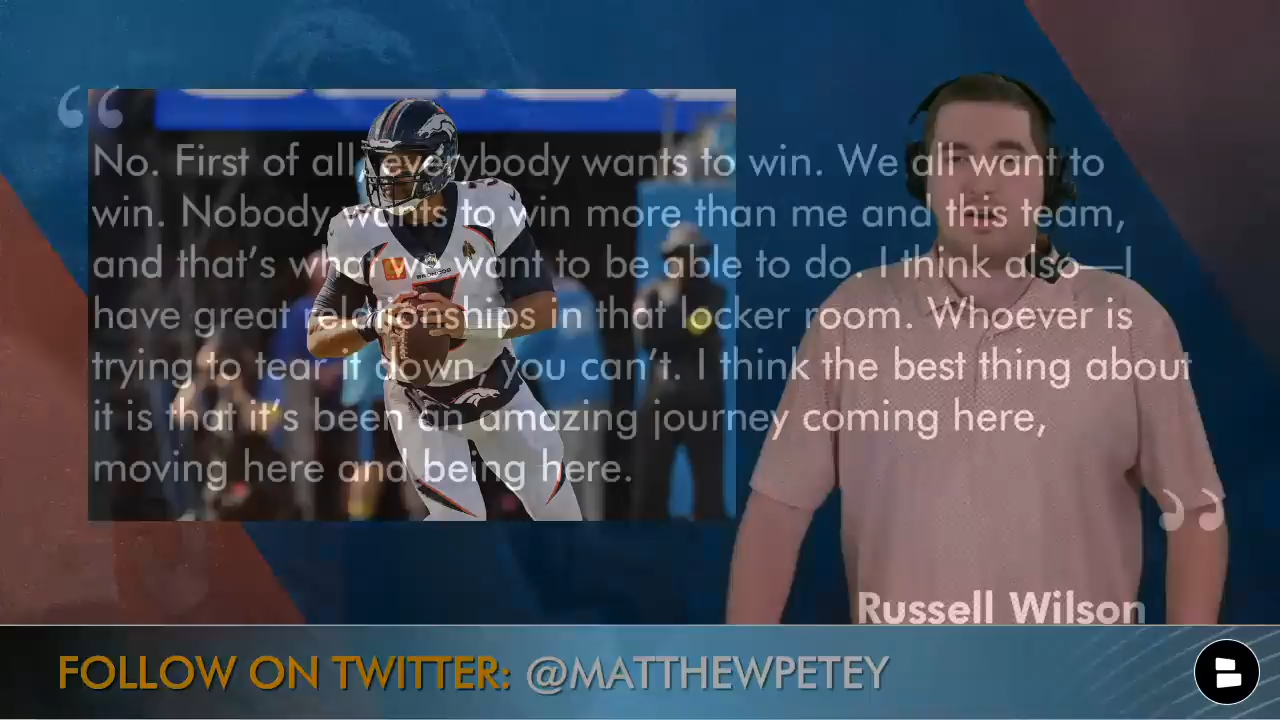 “
No. First of all, everybody wants to win. We all want to
win. Nobody wants to win more than me and this team,
and that’s what we want to be able to do. I think also—I
have great relationships in that locker room. Whoever is
trying to tear it down, you can’t. I think the best thing about
it is that it’s been an amazing journey coming here,
moving here and being here.
”
Russell Wilson
FOLLOW ON TWITTER: @MATTHEWPETEY